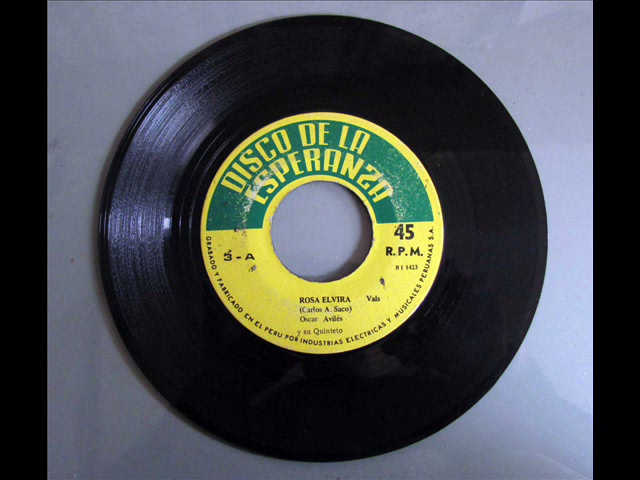 DISCO DE LA
ESPERANZA
3-A
45
R.P.M.
RI 1423
ROSA ELVIRA Vals
(Carlos A. Saco)
Oscar Avilés
y su Quinteto
GRABADO Y FABRICADO EN EL PERU POR INDUSTRIAS ELECTRICAS Y MUSICALES PERUANAS S.A.